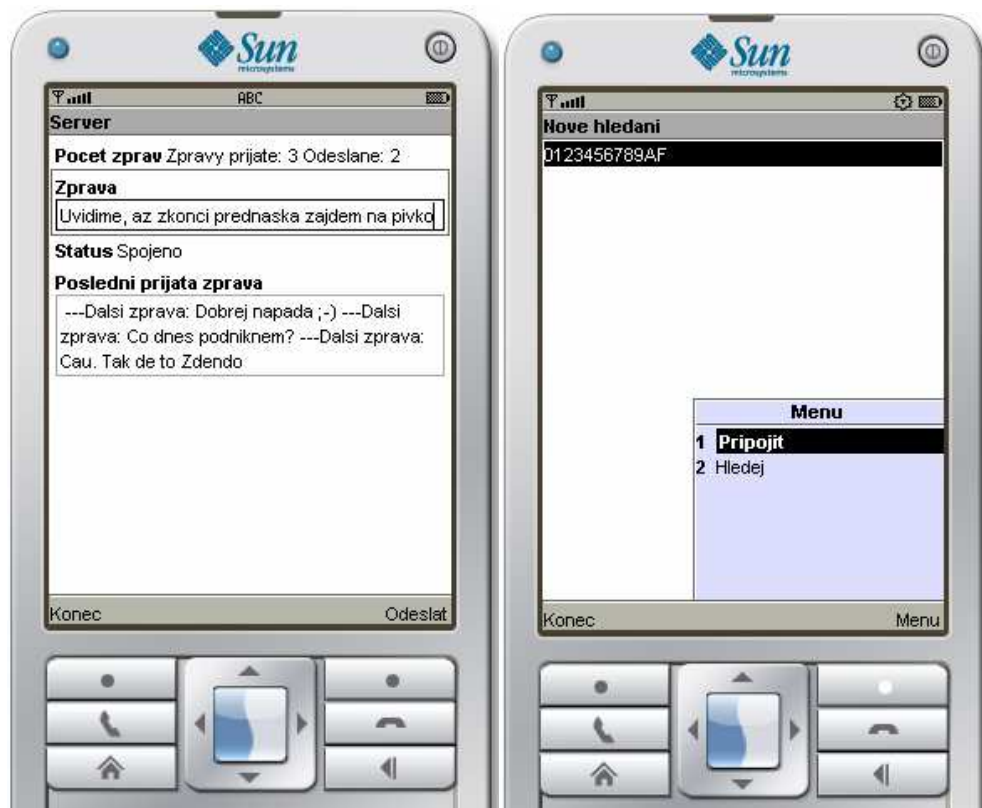 Sun
microsystems
ABC
Server
Pocet zprav Zpravy prijate: 3 Odeslane: 2
Zprava
Uvidime, az zkonci prednaska zajdem na pivko
Status Spojeno
Posledni prijata zprava
---Dalsi zprava: Dobrej napada ;-) ---Dalsi
zprava: Co dnes podniknem? ---Dalsi zprava:
Cau. Tak de to Zdendo
Konec Odeslat
Sun
microsystems
Nove hledani
0123456789AF
Menu
1 Pripojit
2 Hledej
Konec Menu